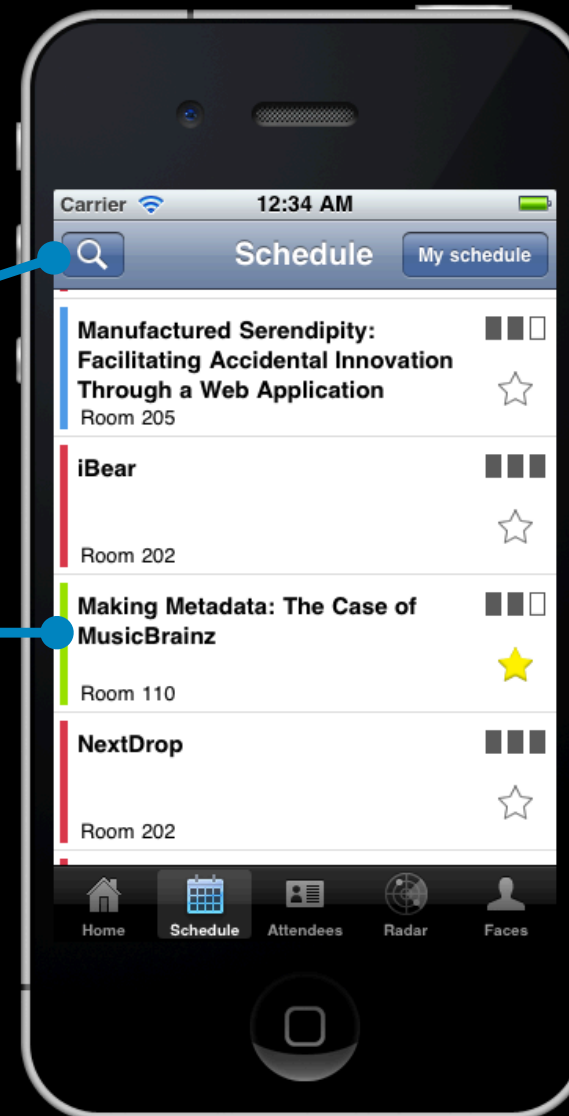 Carrier 12:34 AM
Schedule My schedule
Manufactured Serendipity:
Facilitating Accidental Innovation
Through a Web Application
Room 205
iBear
Room 202
Making Metadata: The Case of
MusicBrainz
Room 110
NextDrop
Room 202
Home Schedule Attendees Radar Faces